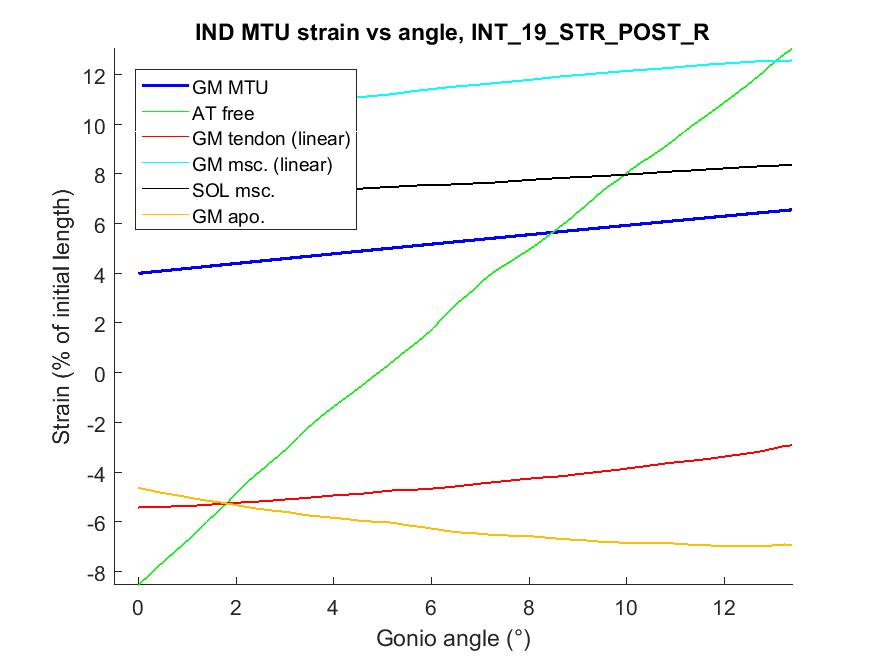 IND MTU strain vs angle, INT_19_STR_POST_R
Strain (% of initial length)
12
10
8
6
4
2
0
-2
-4
-6
-8
GM MTU
AT free
GM tendon (linear)
GM msc. (linear)
SOL msc.
GM apo.
0 2 4 6 8 10 12
Gonio angle (°)